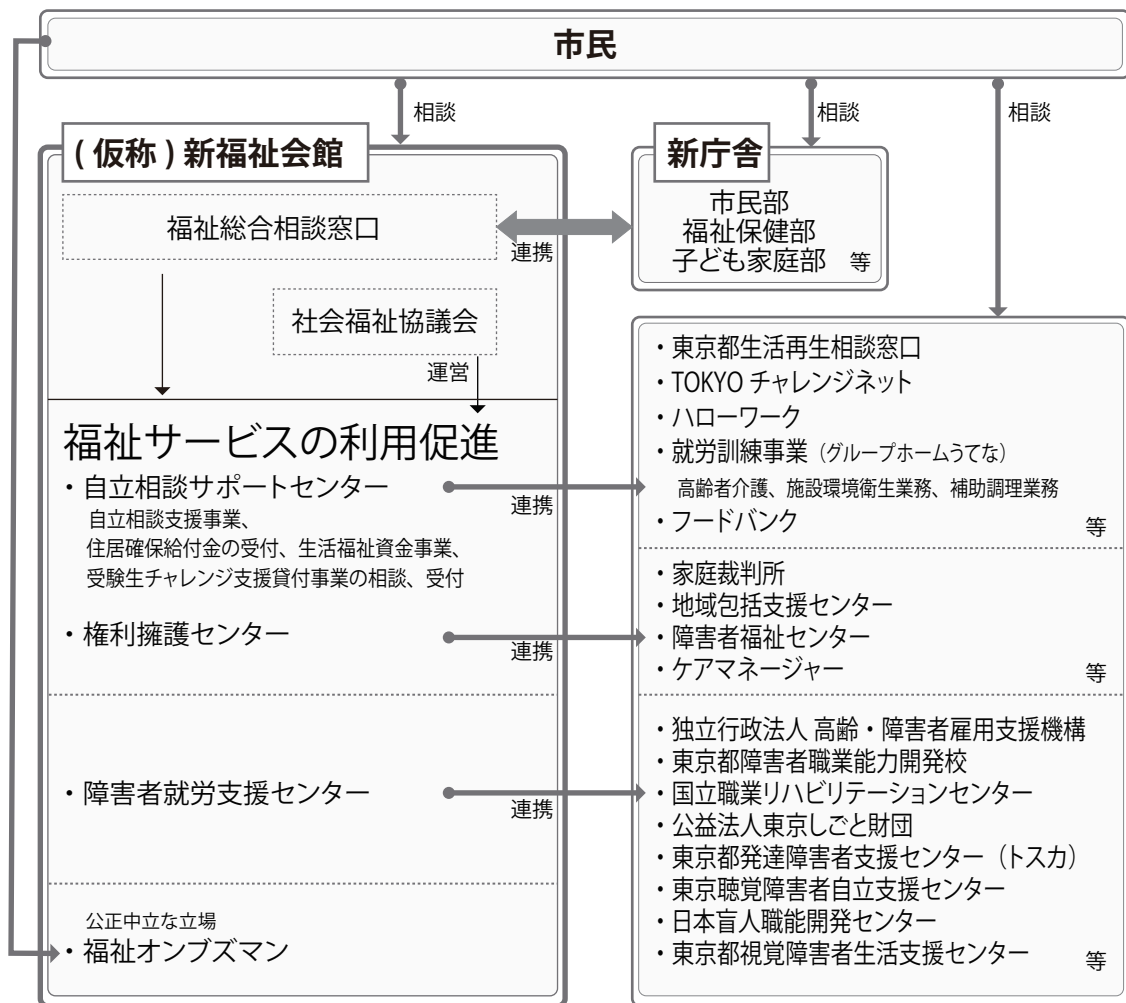 市民
相談
相談
相談
( 仮称 ) 新福祉会館
福祉総合相談窓口
連携
社会福祉協議会
運営
福祉サービスの利用促進
・自立相談サポートセンター
自立相談支援事業、
住居確保給付金の受付、生活福祉資金事業、
受験生チャレンジ支援貸付事業の相談、受付
連携
・権利擁護センター
連携
・障害者就労支援センター
連携
公正中立な立場
・福祉オンブズマン
新庁舎
市民部
福祉保健部
子ども家庭部 等
・東京都生活再生相談窓口
・TOKYO チャレンジネット
・ハローワーク
・就労訓練事業（グループホームうてな）
高齢者介護、施設環境衛生業務、補助調理業務
・フードバンク 等
・家庭裁判所
・地域包括支援センター
・障害者福祉センター
・ケアマネージャー 等
・独立行政法人 高齢・障害者雇用支援機構
・東京都障害者職業能力開発校
・国立職業リハビリテーションセンター
・公益法人東京しごと財団
・東京都発達障害者支援センター（トスカ）
・東京聴覚障害者自立支援センター
・日本盲人職能開発センター
・東京都視覚障害者生活支援センター 等